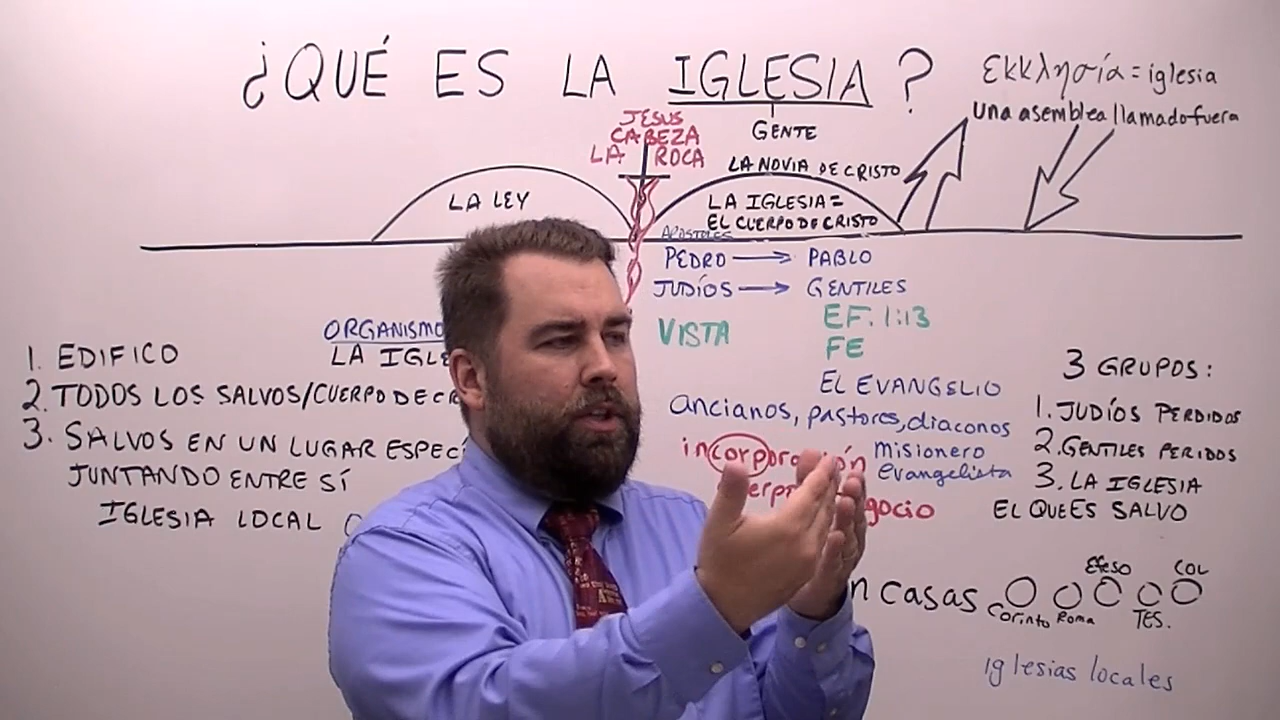 ¿QUÉ ES LA IGLESIA?
εκκλησία = iglesia
una asemblea llamado fuera
GENTE
JESUS
CABEZA
LA ROCA
LA NOVIA DE CRISTO
LA LEY
LA IGLESIA =
EL CUERPO DE CRISTO
APOSTOLES
PEDRO → PABLO
JUDÍOS → GENTILES
VISTA
EF. 1:13
FE
EL EVANGELIO
ancianos, pastores, diaconos
misionero
evangelista
incorporación
ORGANISMO
LA IGLE
1. EDIFICO
2. TODOS LOS SALVOS/CUERPO DE CR
3. SALVOS EN UN LUGAR ESPECÍ
JUNTANDO ENTRE SÍ
IGLESIA LOCAL
3 GRUPOS:
1. JUDÍOS PERDIDOS
2. GENTILES PERIDOS
3. LA IGLESIA
EL QUE ES SALVO
n casas
Corinto
Roma
Efeso
TES.
COL
iglesias locales